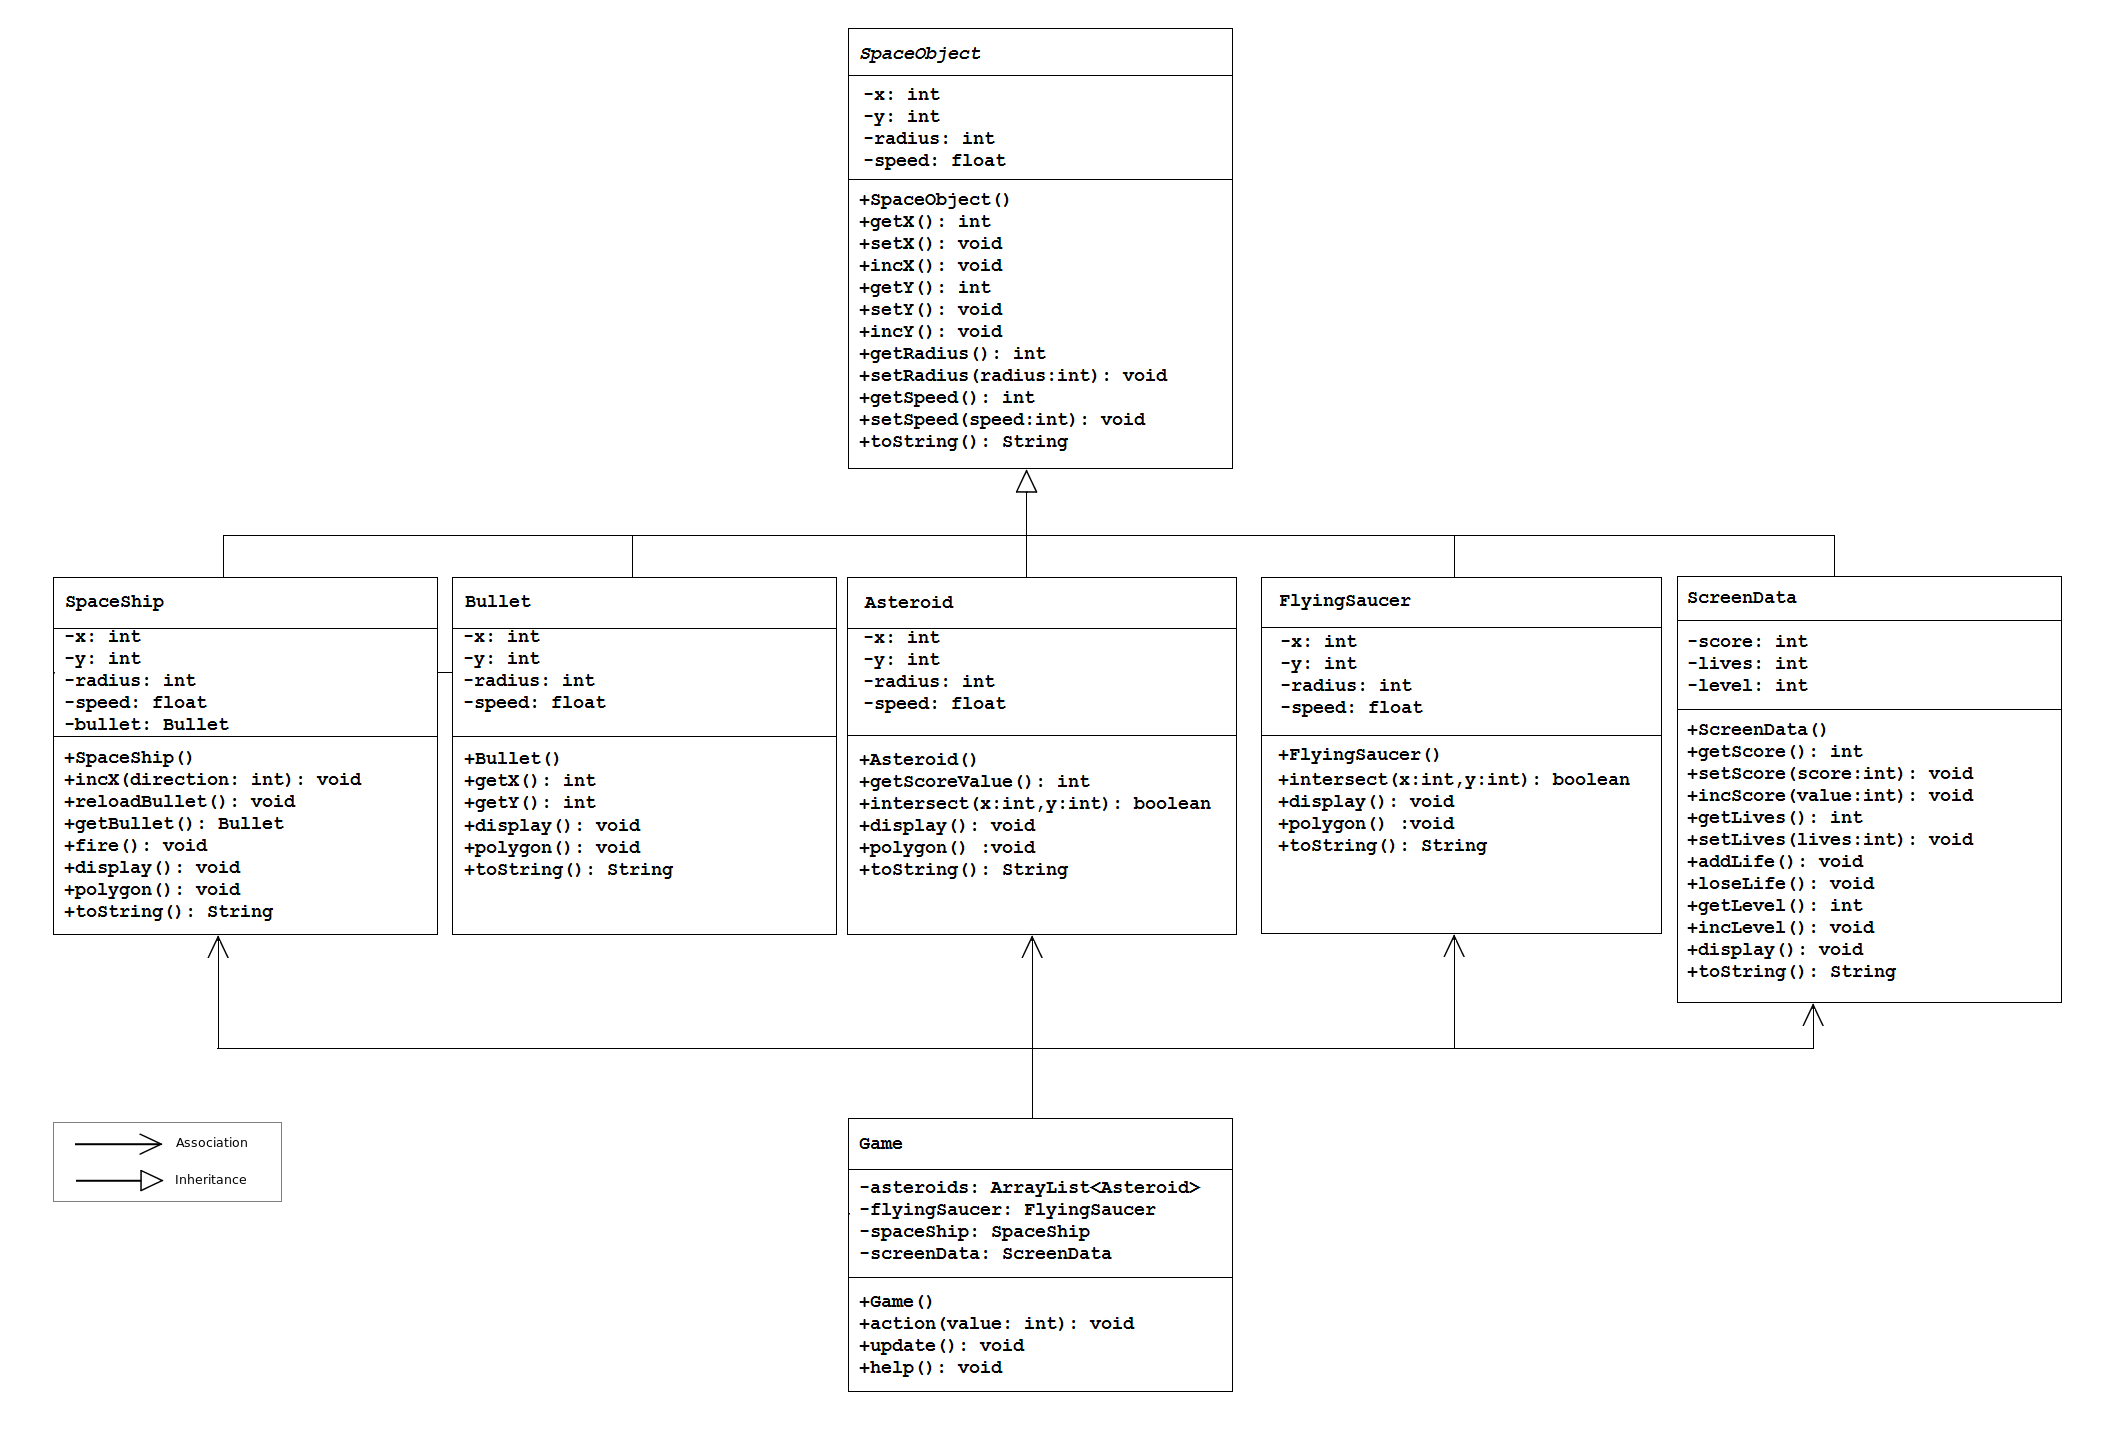 SpaceObject
-x: int
-y: int
-radius: int
-speed: float
+SpaceObject()
+getX(): int
+setX(): void
+incX(): void
+getY(): int
+setY(): void
+incY(): void
+getRadius(): int
+setRadius(radius:int): void
+getSpeed(): int
+setSpeed(speed:int): void
+toString(): String
SpaceShip
-x: int
-y: int
-radius: int
-speed: float
-bullet: Bullet
+SpaceShip()
+incX(direction: int): void
+reloadBullet(): void
+getBullet(): Bullet
+fire(): void
+display(): void
+polygon(): void
+toString(): String
Bullet
-x: int
-y: int
-radius: int
-speed: float
+Bullet()
+getX(): int
+getY(): int
+display(): void
+polygon(): void
+toString(): String
Asteroid
-x: int
-y: int
-radius: int
-speed: float
+Asteroid()
+getScoreValue(): int
+intersect(x:int,y:int): boolean
+display(): void
+polygon() :void
+toString(): String
FlyingSaucer
-x: int
-y: int
-radius: int
-speed: float
+FlyingSaucer()
+intersect(x:int,y:int): boolean
+display(): void
+polygon() :void
+toString(): String
ScreenData
-score: int
-lives: int
-level: int
+ScreenData()
+getScore(): int
+setScore(score:int): void
+incScore(value:int): void
+getLives(): int
+setLives(lives:int): void
+addLife(): void
+loseLife(): void
+getLevel(): int
+incLevel(): void
+display(): void
+toString(): String
Association
Inheritance
Game
-asteroids: ArrayList<Asteroid>
-flyingSaucer: FlyingSaucer
-spaceShip: SpaceShip
-screenData: ScreenData
+Game()
+action(value: int): void
+update(): void
+help(): void